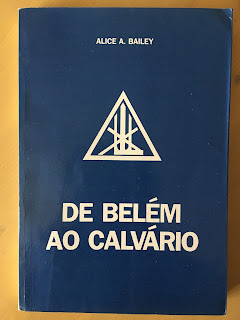 ALICE A. BAILEY
DE BELÉM
AO CALVÁRIO